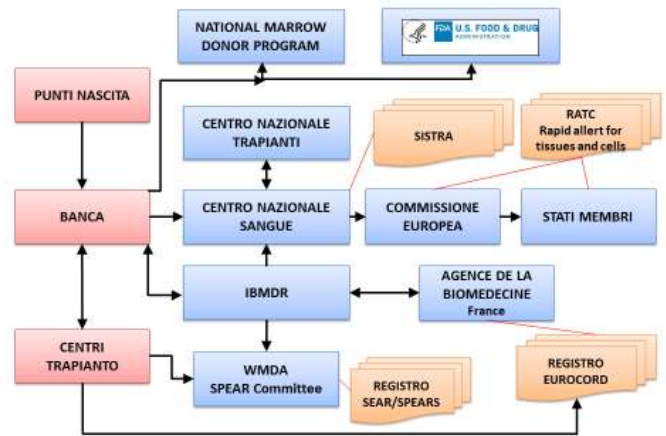 NATIONAL MARROW
DONOR PROGRAM
FDA U.S. FOOD & DRUG
ADMINISTRATION
PUNTI NASCITA
CENTRO NAZIONALE
TRAPIANTI
SISTRA
RATC
Rapid allert for
tissues and cells
BANCA
CENTRO NAZIONALE
SANGUE
COMMISSIONE
EUROPEA
STATI MEMBRI
IBMDR
AGENCE DE LA
BIOMEDECINE
France
CENTRI
TRAPIANTO
WMDA
SPEAR Committee
REGISTRO
SEAR/SPEARS
REGISTRO
EUROCORD